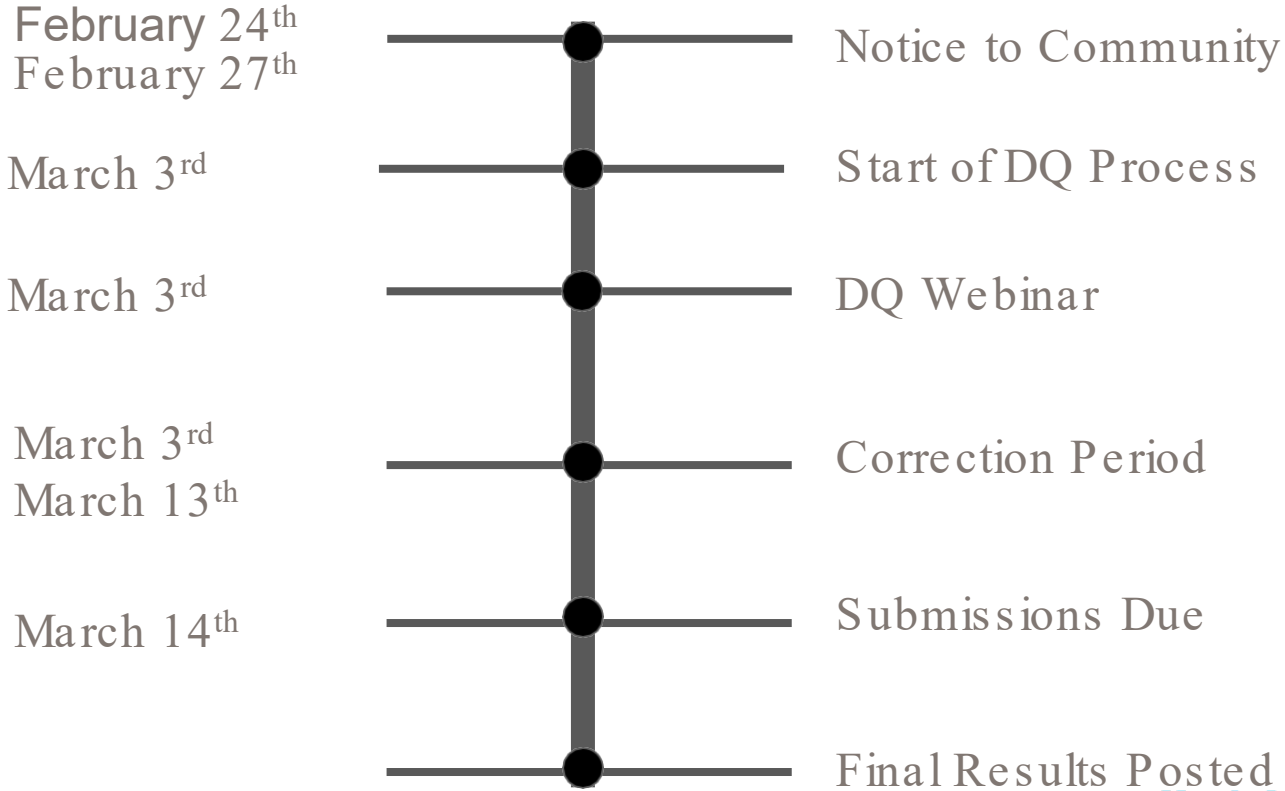 February 24th
February 27th
Notice to Community
March 3rd
Start of DQ Process
March 3rd
DQ Webinar
March 3rd
March 13th
Correction Period
March 14th
Submissions Due
Final Results Posted